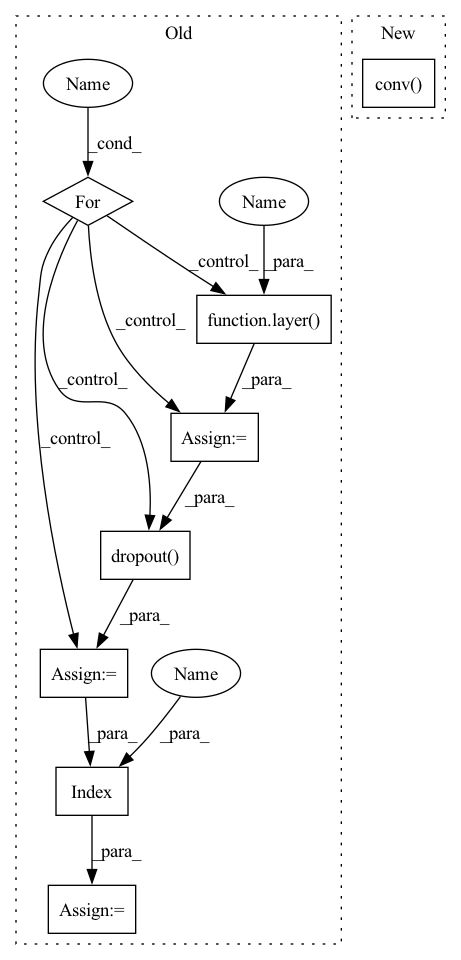 Old
New
Name
conv()
_cond_
For
Name
_control_
_para_
function.layer()
_control_
_para_
_control_
Assign:=
_control_
_para_
dropout()
_para_
Assign:=
Name
_para_
_para_
Index
_para_
Assign:=